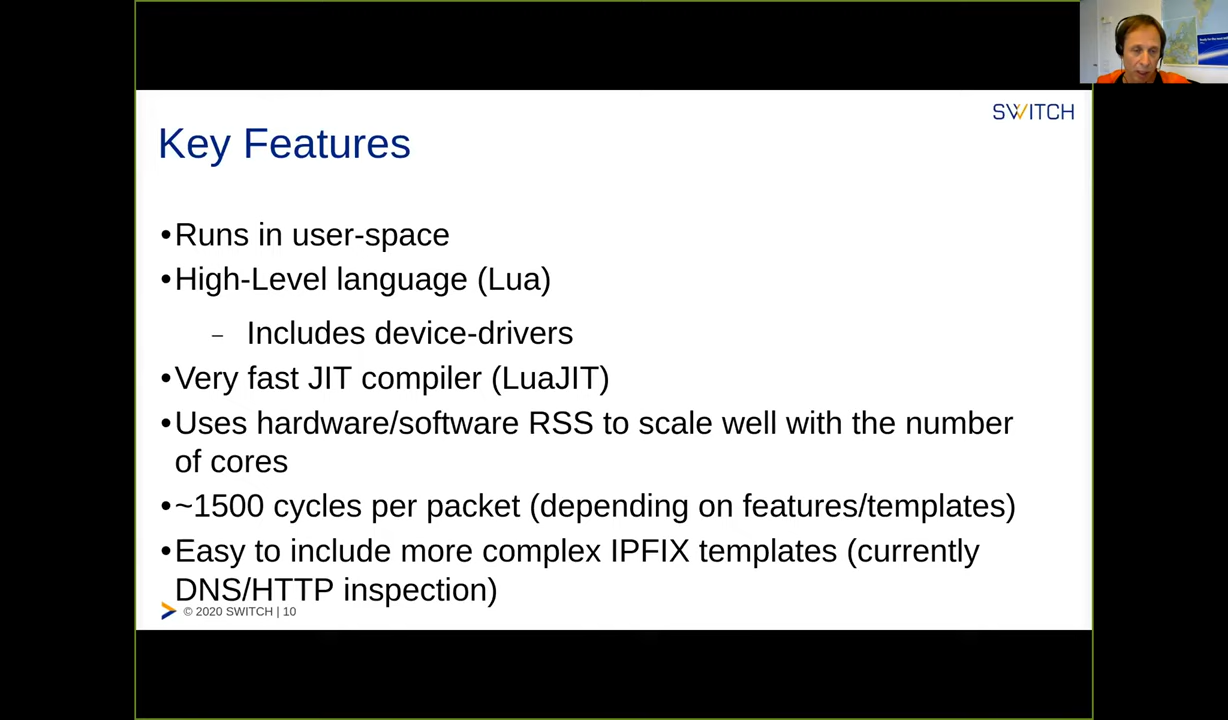 SWITCH
Key Features
•Runs in user-space
•High-Level language (Lua)
– Includes device-drivers
•Very fast JIT compiler (LuaJIT)
•Uses hardware/software RSS to scale well with the number
of cores
•~1500 cycles per packet (depending on features/templates)
•Easy to include more complex IPFIX templates (currently
DNS/HTTP inspection)
© 2020 SWITCH | 10